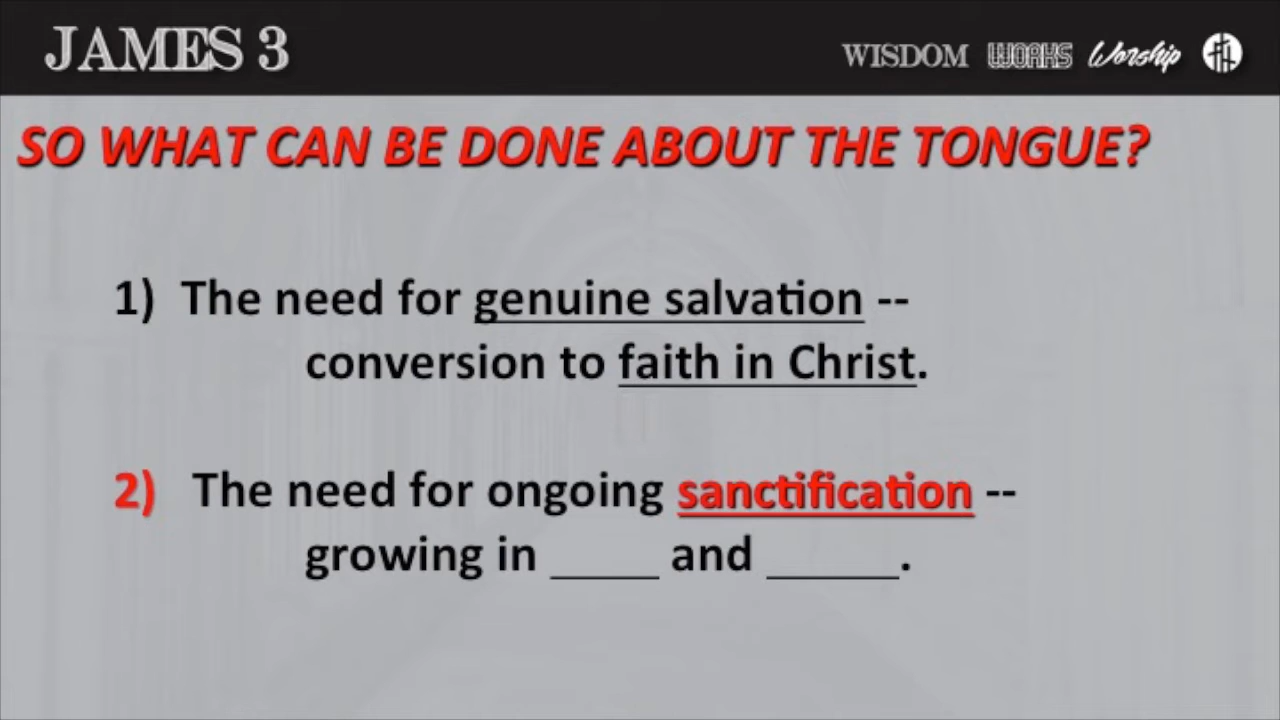 JAMES 3
WISDOM WORKS Worship
SO WHAT CAN BE DONE ABOUT THE TONGUE?
1) The need for genuine salvation --
conversion to faith in Christ.
2) The need for ongoing sanctification --
growing in ____ and _____.